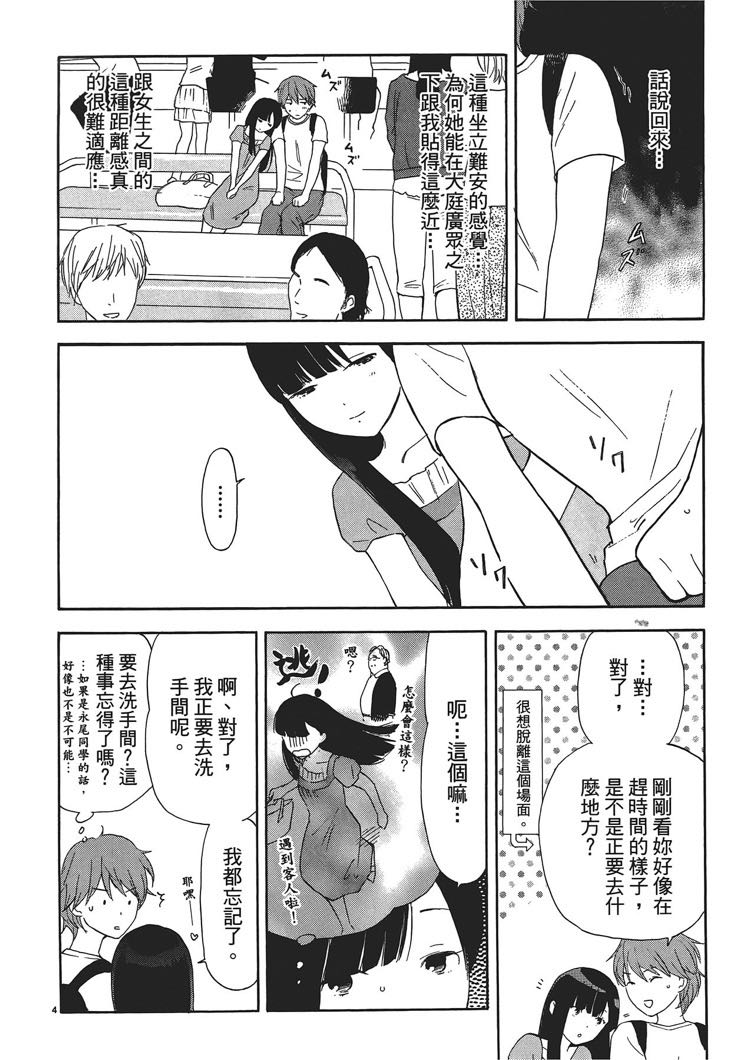 話說回來…
ムズ
這種坐立難安的感覺…
為何她能在大庭廣眾之
下跟我貼得這麼近…
ムズ
ムズ
跟女生之間的
這種距離感真
的很難適應…
ソク
ソク
……
…對…
對了，
很想脫離這個場面。
剛剛看妳好像在
趕時間的樣子，
是不是正要去什
麼地方？
呃…這個嘛…
嗯？
逃！
怎麼會這樣？
遇到客人啦！
啊、對了，
我正要去洗
手間呢。
我都忘記了。
耶嘿——♡
要去洗手間？這
種事忘得了嗎？
…如果是永尾同學的話，
好像也不是不可能…
4